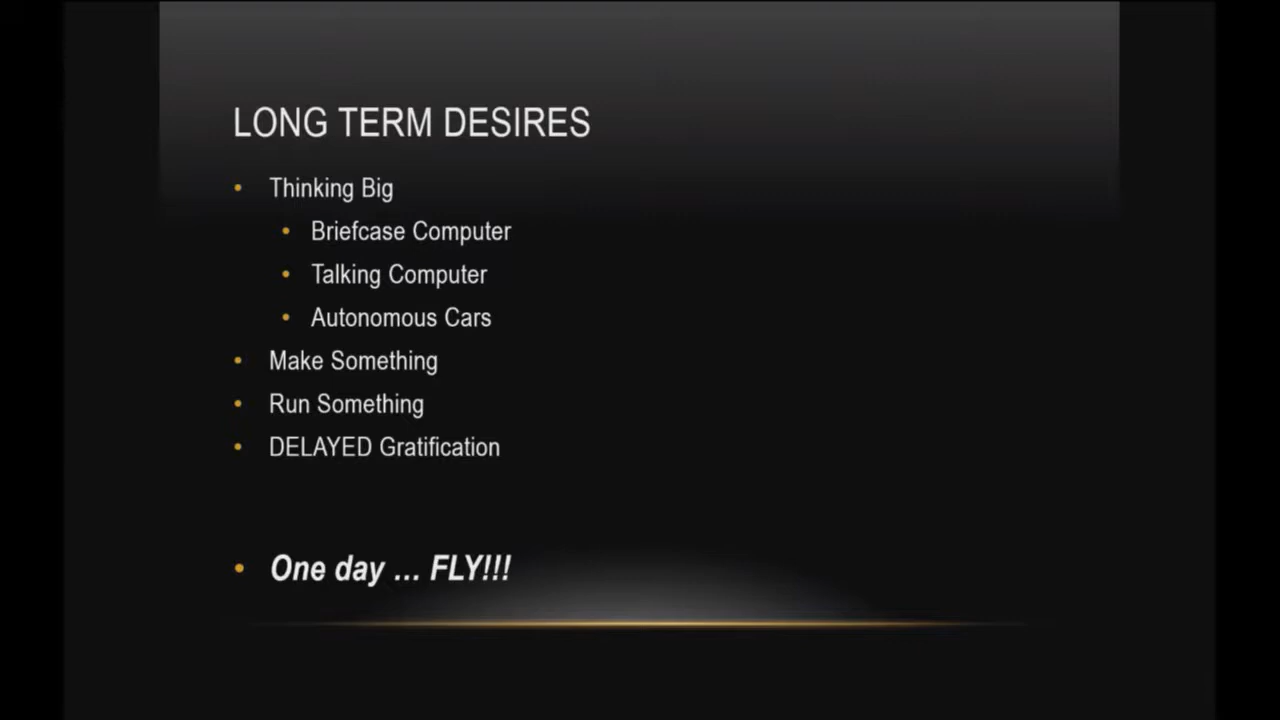 LONG TERM DESIRES
• Thinking Big
• Briefcase Computer
• Talking Computer
• Autonomous Cars
• Make Something
• Run Something
• DELAYED Gratification
• One day ... FLY!!!